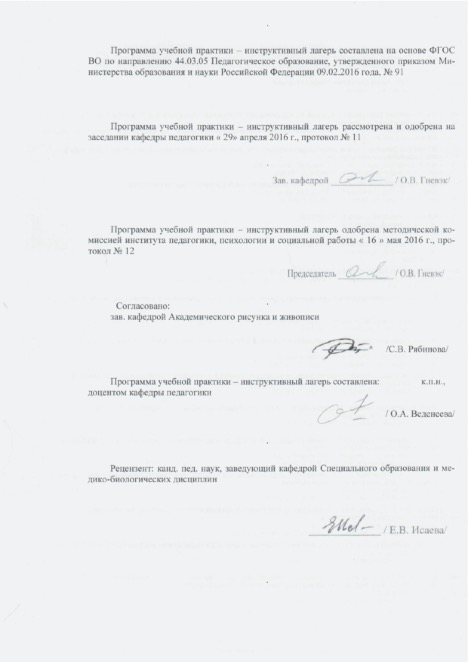 Программа учебной практики – инструктивный лагерь составлена на основе ФГОС
ВО по направлению 44.03.05 Педагогическое образование, утвержденного приказом Ми-
нистерства образования и науки Российской Федерации 09.02.2016 года, № 91
Программа учебной практики – инструктивный лагерь рассмотрена и одобрена на
заседании кафедры педагогики « 29» апреля 2016 г., протокол № 11
Зав. кафедрой / О.В. Гневэк/
Программа учебной практики – инструктивный лагерь одобрена методической ко-
миссией института педагогики, психологии и социальной работы « 16 » мая 2016 г., про-
токол № 12
Председатель / О.В. Гневэк/
Согласовано:
зав. кафедрой Академического рисунка и живописи
/С.В. Рябинова/
Программа учебной практики – инструктивный лагерь составлена: к.п.н.,
доцентом кафедры педагогики
/ О.А. Веденеева/
Рецензент: канд. пед. наук, заведующий кафедрой Специального образования и ме-
дико-биологических дисциплин
/ Е.В. Исаева/